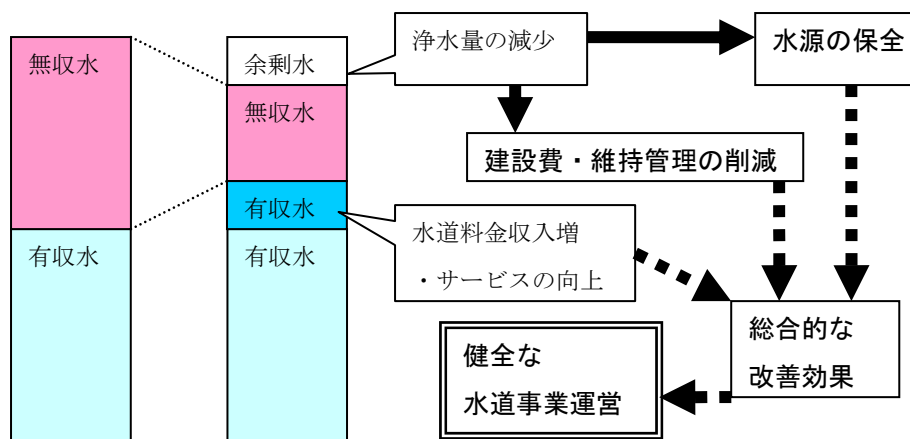 無収水
有収水
余剰水
無収水
有収水
有収水
浄水量の減少
水源の保全
建設費・維持管理の削減
水道料金収入増
・サービスの向上
総合的な
改善効果
健全な
水道事業運営